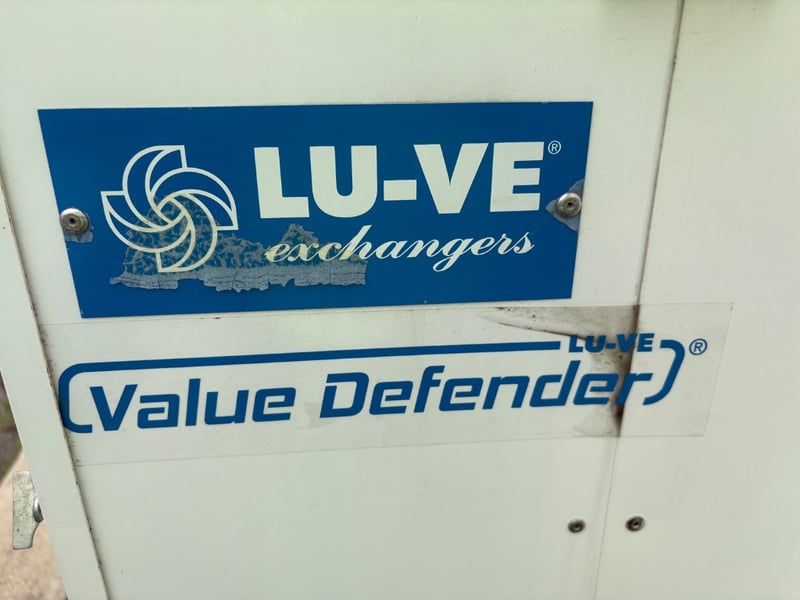 LU-VE®
exchangers
LU-VE
Value Defender®